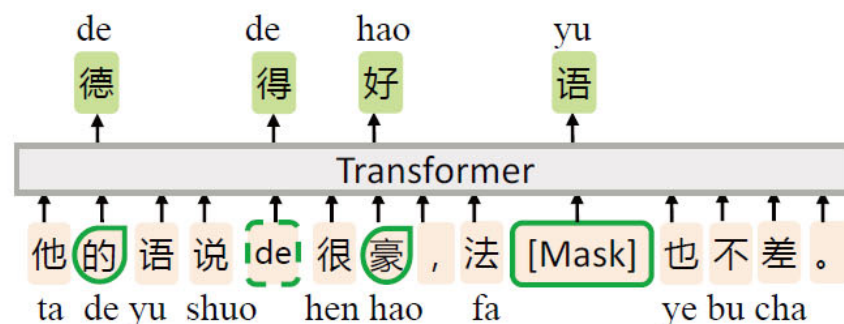 de de hao yu
德 得 好 语
Transformer
他 的 语 说 de 很 豪 , 法 [Mask] 也 不 差 。
ta de yu shuo hen hao fa ye bu cha